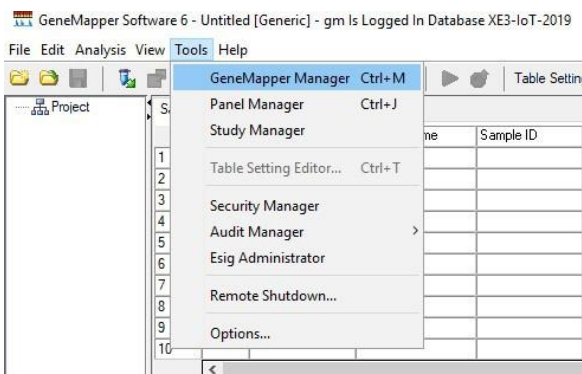 GeneMapper Software 6 - Untitled [Generic] - gm Is Logged In Database XE3-IoT-2019
File Edit Analysis View Tools Help
Table Settin
GeneMapper Manager Ctrl+M
Panel Manager Ctrl+J
Study Manager
Table Setting Editor... Ctrl+T
Security Manager
Audit Manager
Esig Administrator
Remote Shutdown...
Options...
Project
Sample ID
1
2
3
4
5
6
7
8
9
10